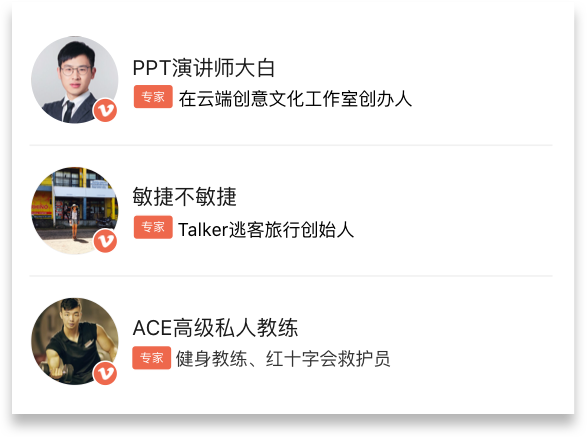 PPT演讲师大白
专家 在云端创意文化工作室创办人
敏捷不敏捷
专家 Talker逃客旅行创始人
ACE高级私人教练
专家 健身教练、红十字会救护员